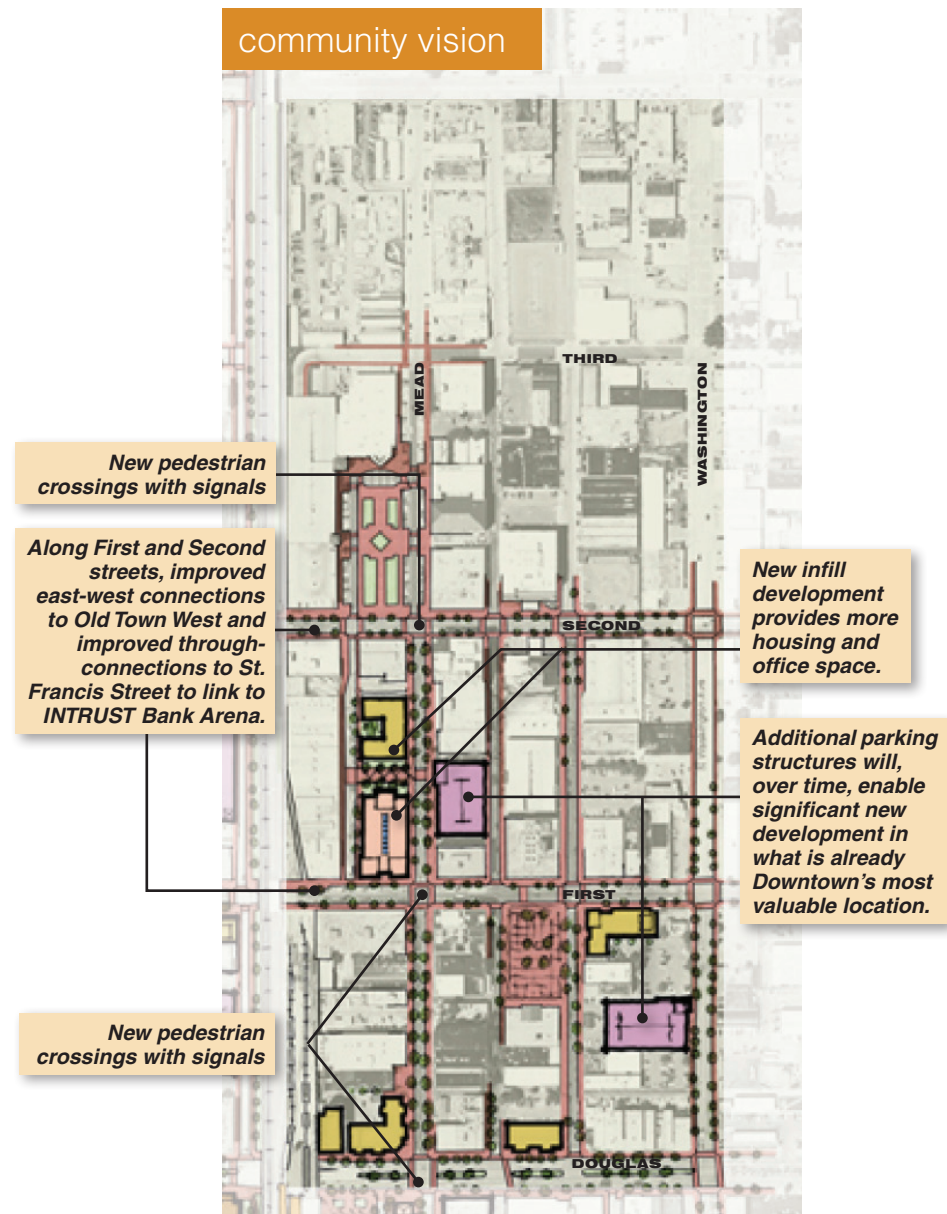 community vision
THIRD
MEAD
WASHINGTON
New pedestrian
crossings with signals
Along First and Second
streets, improved
east-west connections
to Old Town West and
improved through-
connections to St.
Francis Street to link to
INTRUST Bank Arena.
New infill
development
provides more
housing and
office space.
SECOND
N Washington Ave
Additional parking
structures will,
over time, enable
significant new
development in
what is already
Downtown's most
valuable location.
FIRST
New pedestrian
crossings with signals
DOUGLAS